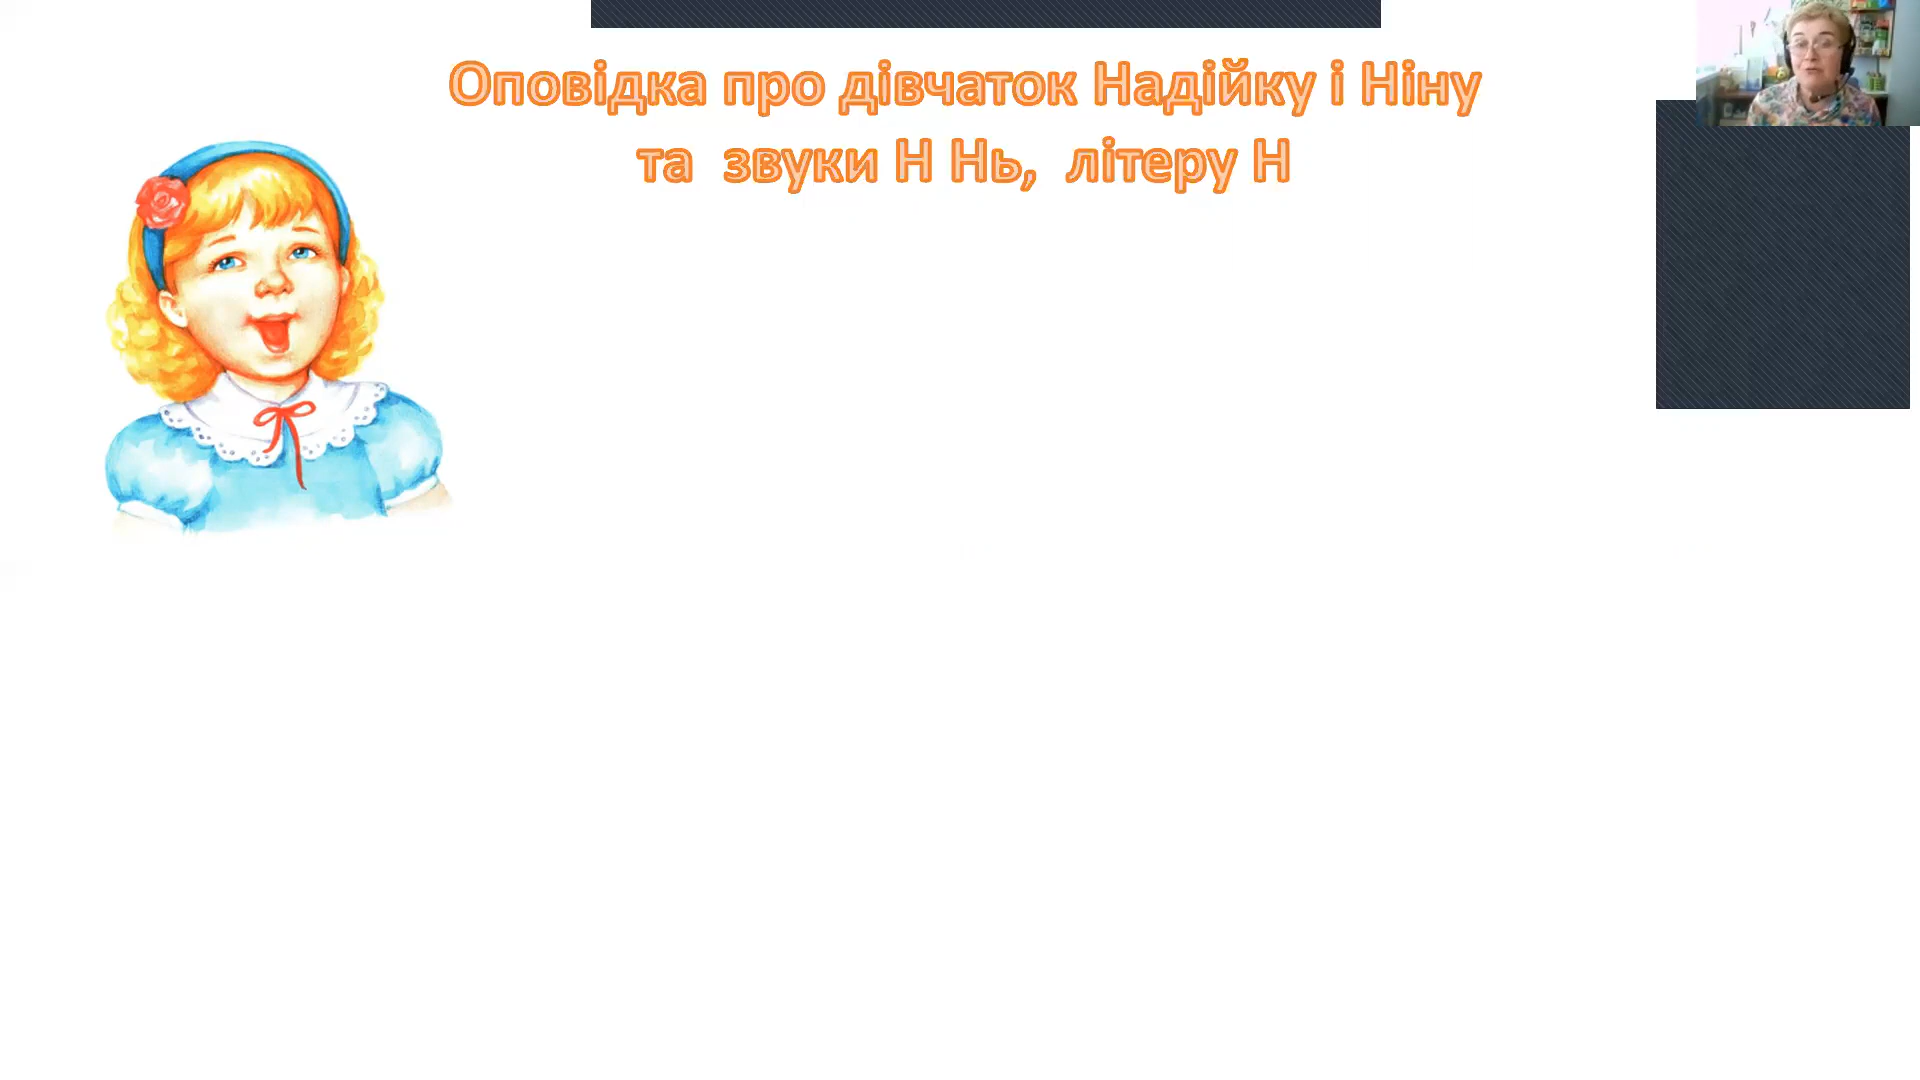 Оповідка про дівчаток Надійку і Ніну
та звуки Н Нь, літеру Н